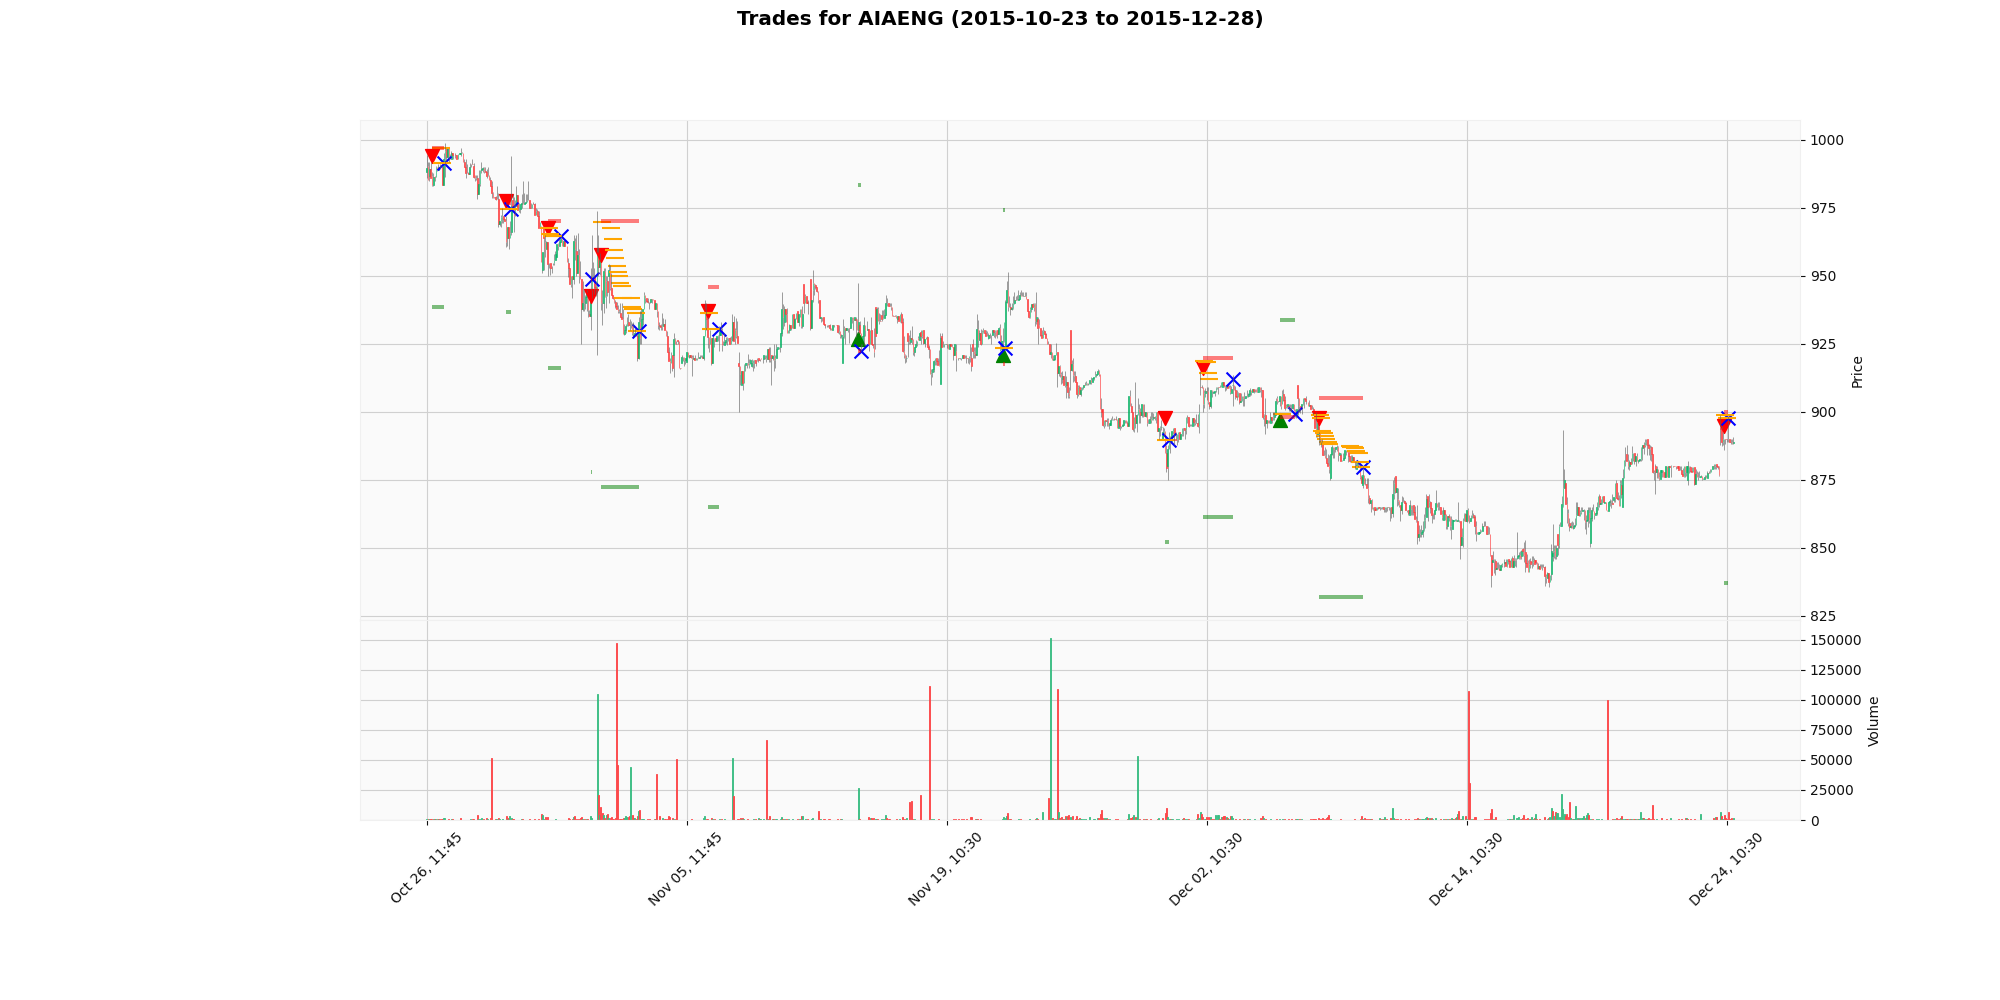 Trades for AIAENG (2015-10-23 to 2015-12-28)
1000
975
950
925
900
875
850
825
Price
150000
125000
100000
75000
50000
25000
0
Volume
Oct 26, 11:45
Nov 05, 11:45
Nov 19, 10:30
Dec 02, 10:30
Dec 14, 10:30
Dec 24, 10:30